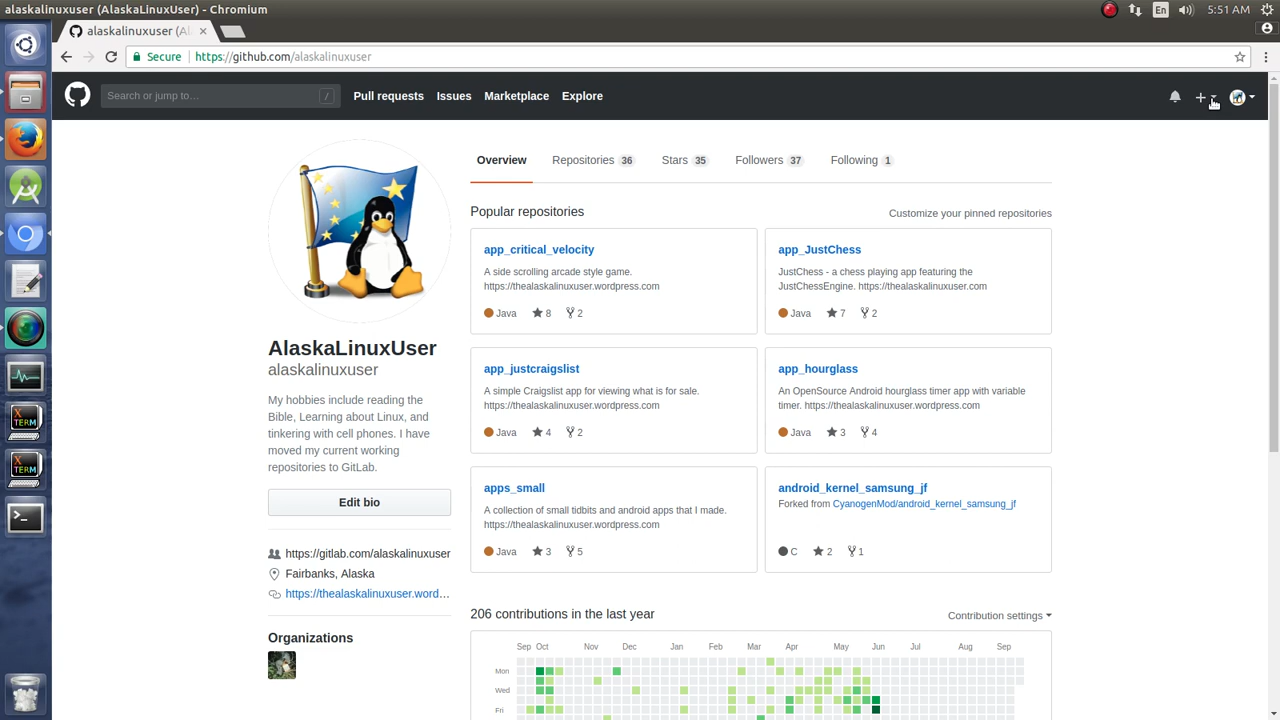 alaskalinuxuser (AlaskaLinuxUser) - Chromium
En
5:51 AM
alaskalinuxuser (Al
Secure
https://github.com/alaskalinuxuser
Search or jump to…
/
Pull requests
Issues
Marketplace
Explore
Overview
Repositories 36
Stars 35
Followers 37
Following 1
Popular repositories
Customize your pinned repositories
app_critical_velocity
A side scrolling arcade style game.
https://thealaskalinuxuser.wordpress.com
Java 8 2
app_JustChess
JustChess - a chess playing app featuring the
JustChessEngine. https://thealaskalinuxuser.com
Java 7 2
AlaskaLinuxUser
alaskalinuxuser
My hobbies include reading the
Bible, Learning about Linux, and
tinkering with cell phones. I have
moved my current working
repositories to GitLab.
Edit bio
https://gitlab.com/alaskalinuxuser
Fairbanks, Alaska
https://thealaskalinuxuser.word…
Organizations
app_justcraigslist
A simple Craigslist app for viewing what is for sale.
https://thealaskalinuxuser.wordpress.com
Java 4 2
app_hourglass
An OpenSource Android hourglass timer app with variable
timer. https://thealaskalinuxuser.wordpress.com
Java 3 4
apps_small
A collection of small tidbits and android apps that I made.
https://thealaskalinuxuser.wordpress.com
Java 3 5
android_kernel_samsung_jf
Forked from CyanogenMod/android_kernel_samsung_jf
C 2 1
206 contributions in the last year
Contribution settings
Sep Oct Nov Dec Jan Feb Mar Apr May Jun Jul Aug Sep
Mon
Wed
Fri
X
TERM
X
TERM
>_